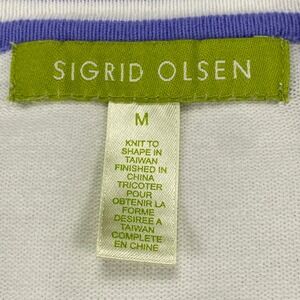 SIGRID OLSEN
M
KNIT TO
SHAPE IN
TAIWAN
FINISHED IN
CHINA
TRICOTER
POUR
OBTENIR LA
FORME
DESIREE A
TAIWAN
COMPLETE
EN CHINE